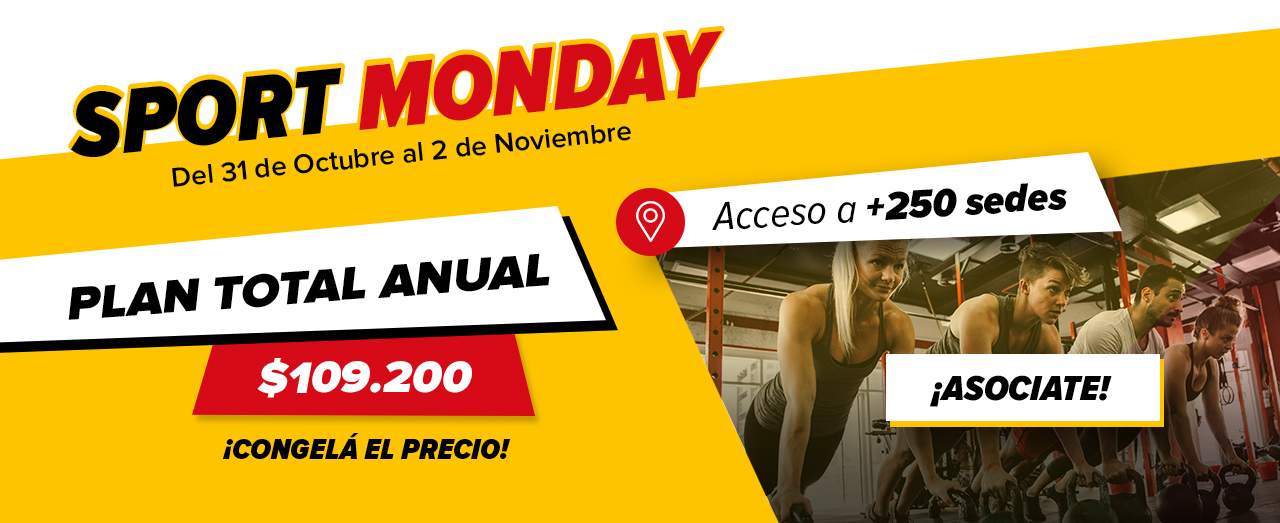 SPORT MONDAY
Del 31 de Octubre al 2 de Noviembre
Acceso a +250 sedes
PLAN TOTAL ANUAL
$109.200
¡CONGELÁ EL PRECIO!
¡ASOCIATE!